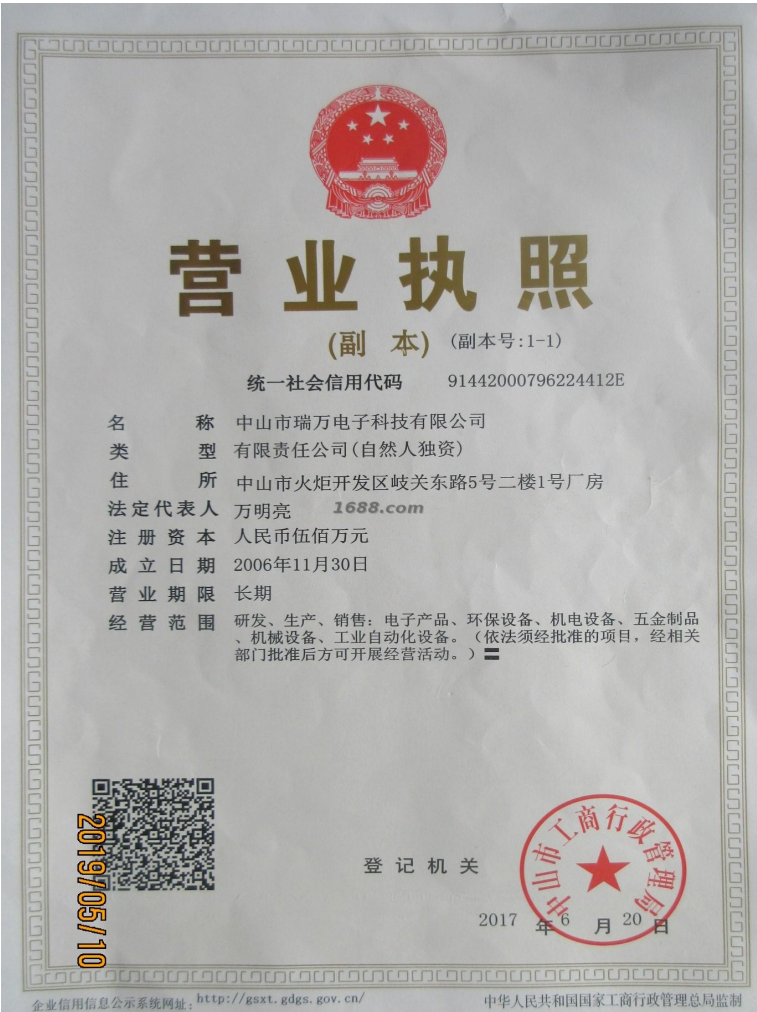 营业执照
(副 本) (副本号:1-1)
统一社会信用代码 91442000796224412E
名 称 中山市瑞万电子科技有限公司
类 型 有限责任公司(自然人独资)
住 所 中山市火炬开发区岐关东路5号二楼1号厂房
法定代表人 万明亮
1688.com
注册资本 人民币伍佰万元
成立日期 2006年11月30日
营业期限 长期
经营范围 研发、生产、销售：电子产品、环保设备、机电设备、五金制品
、机械设备、工业自动化设备。（依法须经批准的项目，经相关
部门批准后方可开展经营活动。）〓
2019/05/10
登记机关
中山市工商行政管理局
2017 年 6 月 20 日
企业信用信息公示系统网址：http://gsxt.gdgs.gov.cn/
中华人民共和国国家工商行政管理总局监制